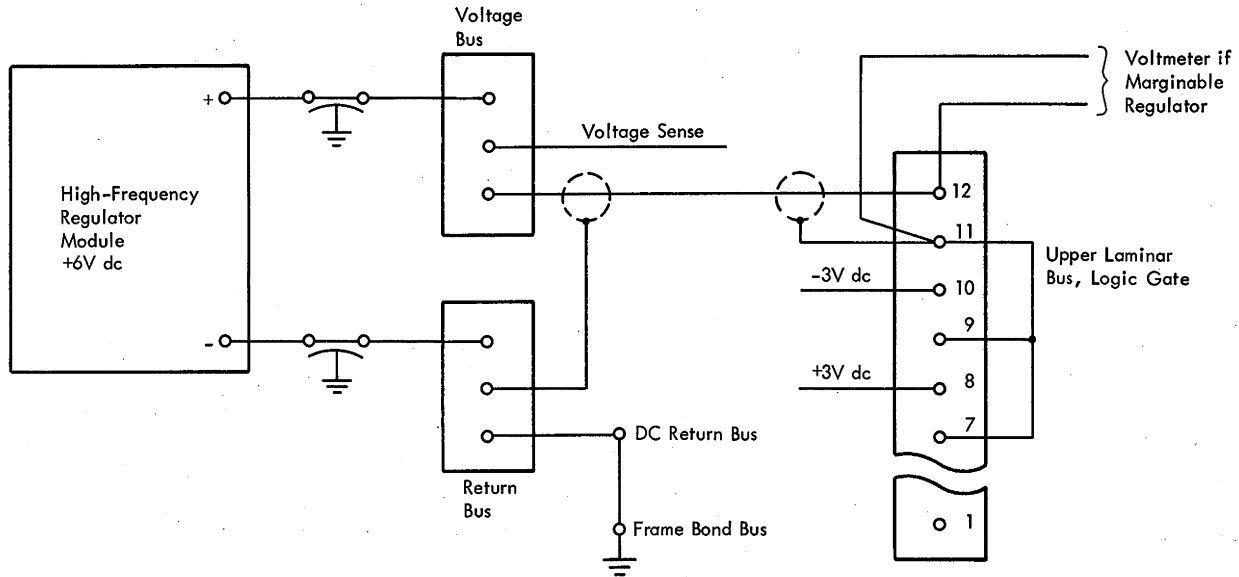 Voltage
Bus
Voltmeter if
Marginable
Regulator
+
Voltage Sense
High-Frequency
Regulator
Module
+6V dc
12
11
Upper Laminar
Bus, Logic Gate
-3V dc
10
9
-
+3V dc
8
7
DC Return Bus
Return
Bus
Frame Bond Bus
1